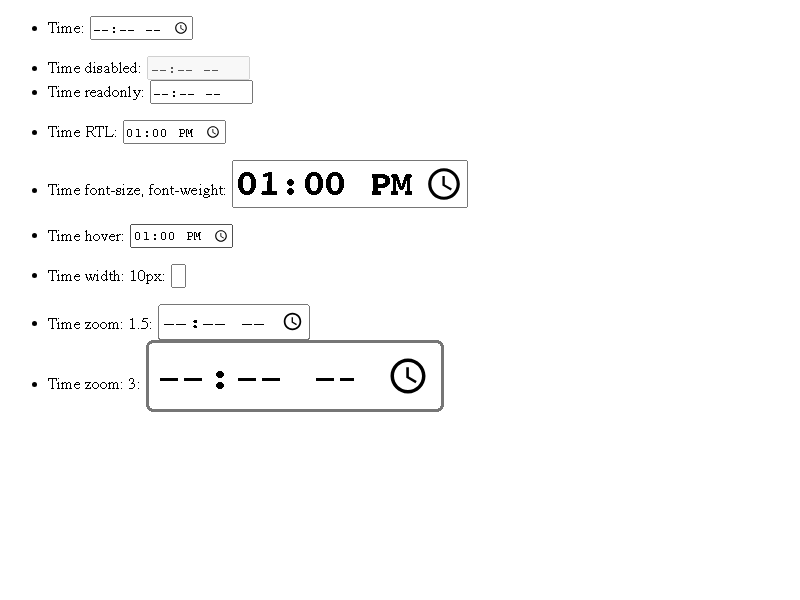 Time: --:-- --
Time disabled: --:-- --
Time readonly: --:-- --
Time RTL: 01:00 PM
Time font-size, font-weight: 01:00 PM
Time hover: 01:00 PM
Time width: 10px:
Time zoom: 1.5: --:-- --
Time zoom: 3: --:-- --